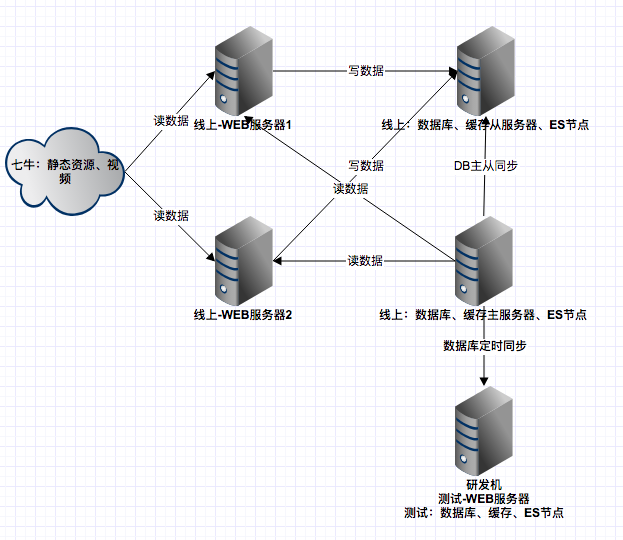 写数据
线上-WEB服务器1
线上：数据库、缓存从服务器、ES节点
读数据
七牛：静态资源、视
频
写数据
DB主从同步
读数据
读数据
读数据
线上-WEB服务器2
线上：数据库、缓存主服务器、ES节点
数据库定时同步
研发机
测试-WEB服务器
测试：数据库、缓存、ES节点